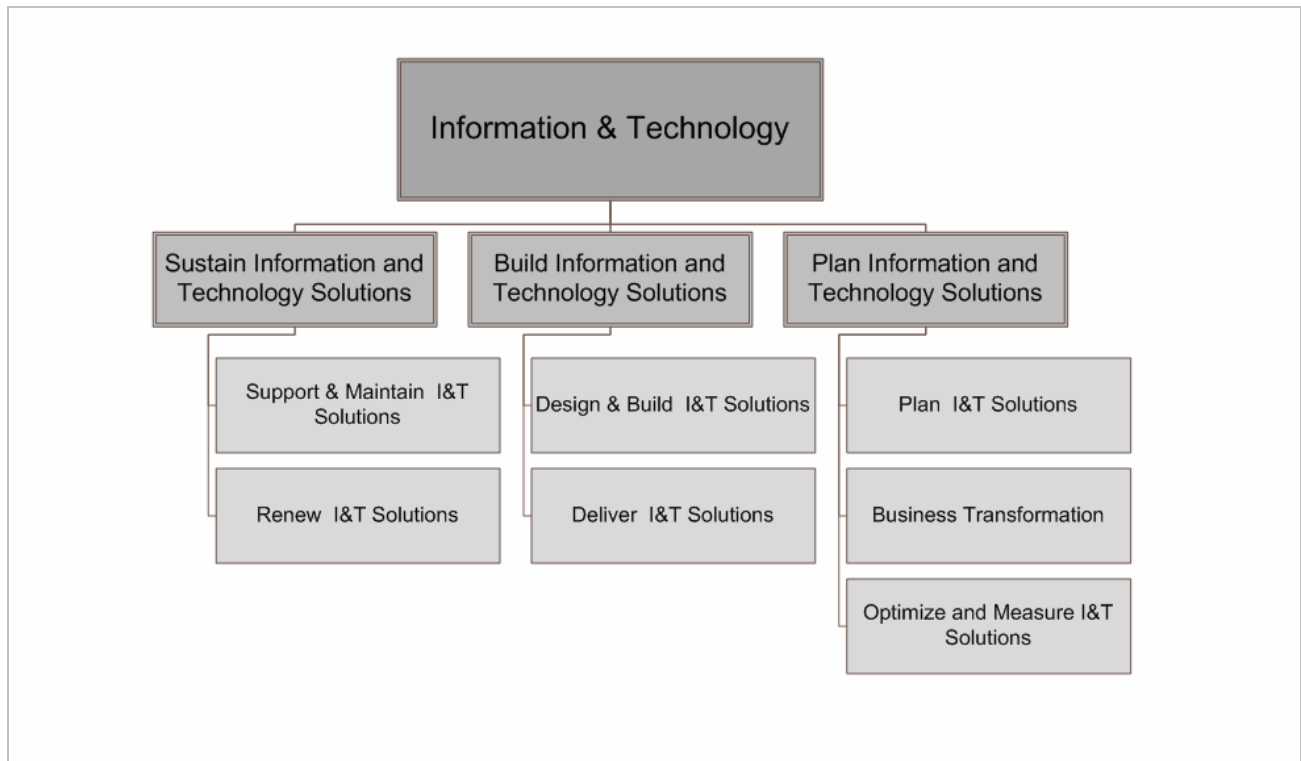 Information & Technology
Sustain Information and
Technology Solutions
Build Information and
Technology Solutions
Plan Information and
Technology Solutions
Support & Maintain I&T
Solutions
Renew I&T Solutions
Design & Build I&T Solutions
Deliver I&T Solutions
Plan I&T Solutions
Business Transformation
Optimize and Measure I&T
Solutions